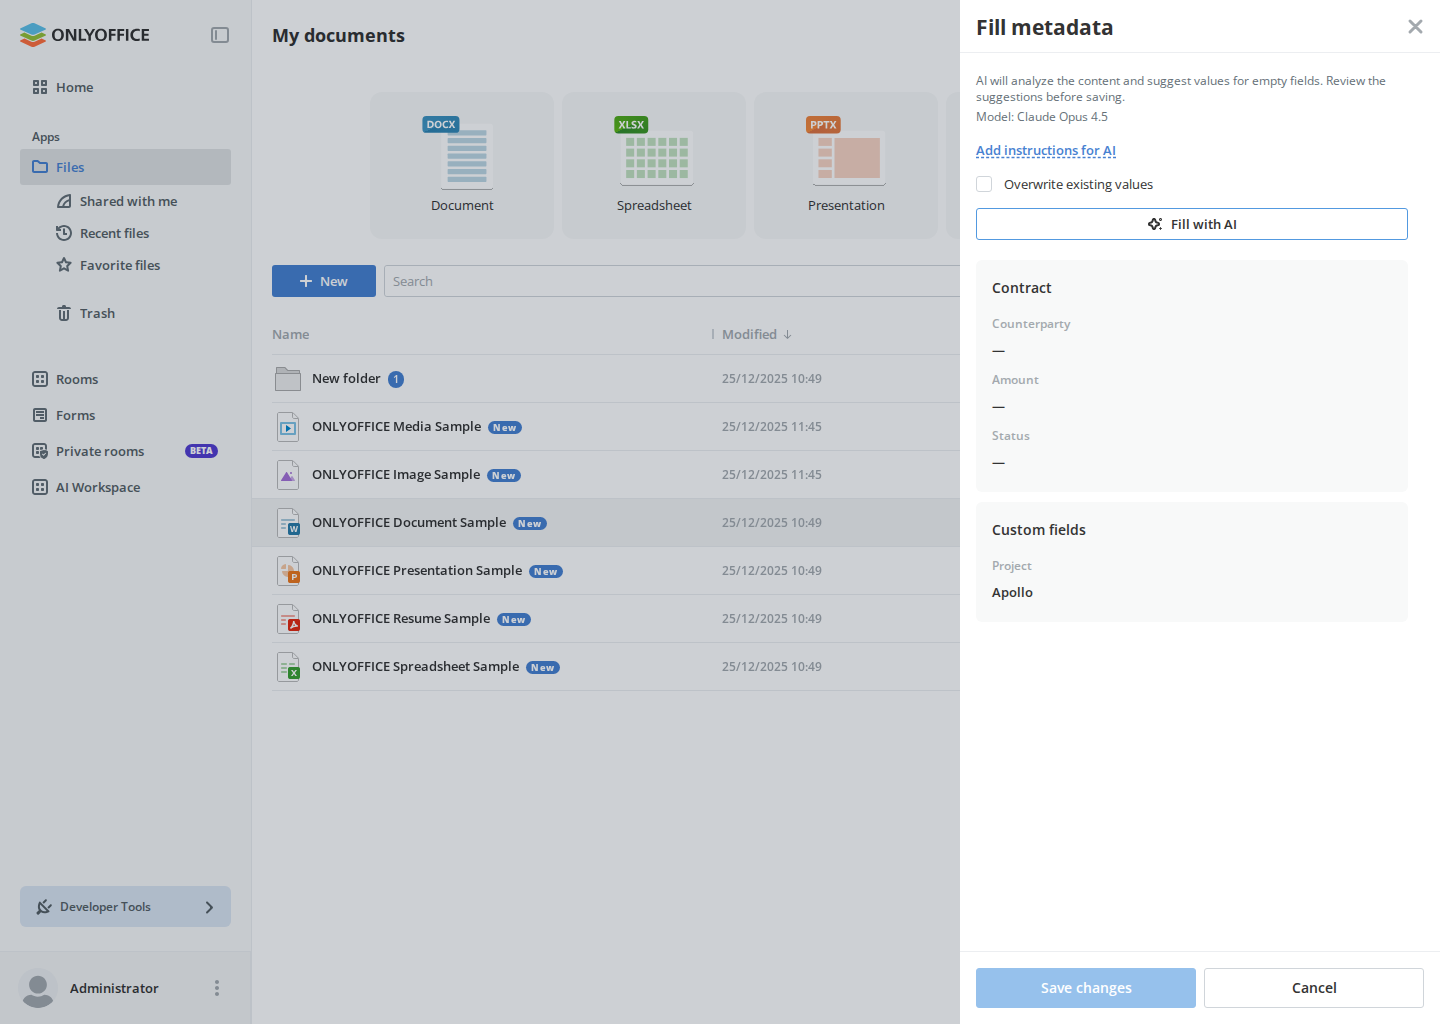 ONLYOFFICE
Home
Apps
Files
Shared with me
Recent files
Favorite files
Trash
Rooms
Forms
Private rooms
BETA
AI Workspace
Developer Tools
Administrator
My documents
DOCX
Document
XLSX
Spreadsheet
PPTX
Presentation
New
Search
Name
Modified
New folder 1 25/12/2025 10:49
ONLYOFFICE Media Sample New 25/12/2025 11:45
ONLYOFFICE Image Sample New 25/12/2025 11:45
W
ONLYOFFICE Document Sample New 25/12/2025 10:49
P
ONLYOFFICE Presentation Sample New 25/12/2025 10:49
ONLYOFFICE Resume Sample New 25/12/2025 10:49
X
ONLYOFFICE Spreadsheet Sample New 25/12/2025 10:49
Fill metadata
AI will analyze the content and suggest values for empty fields. Review the
suggestions before saving.
Model: Claude Opus 4.5
Add instructions for AI
Overwrite existing values
Fill with AI
Contract
Counterparty
—
Amount
—
Status
—
Custom fields
Project
Apollo
Save changes
Cancel